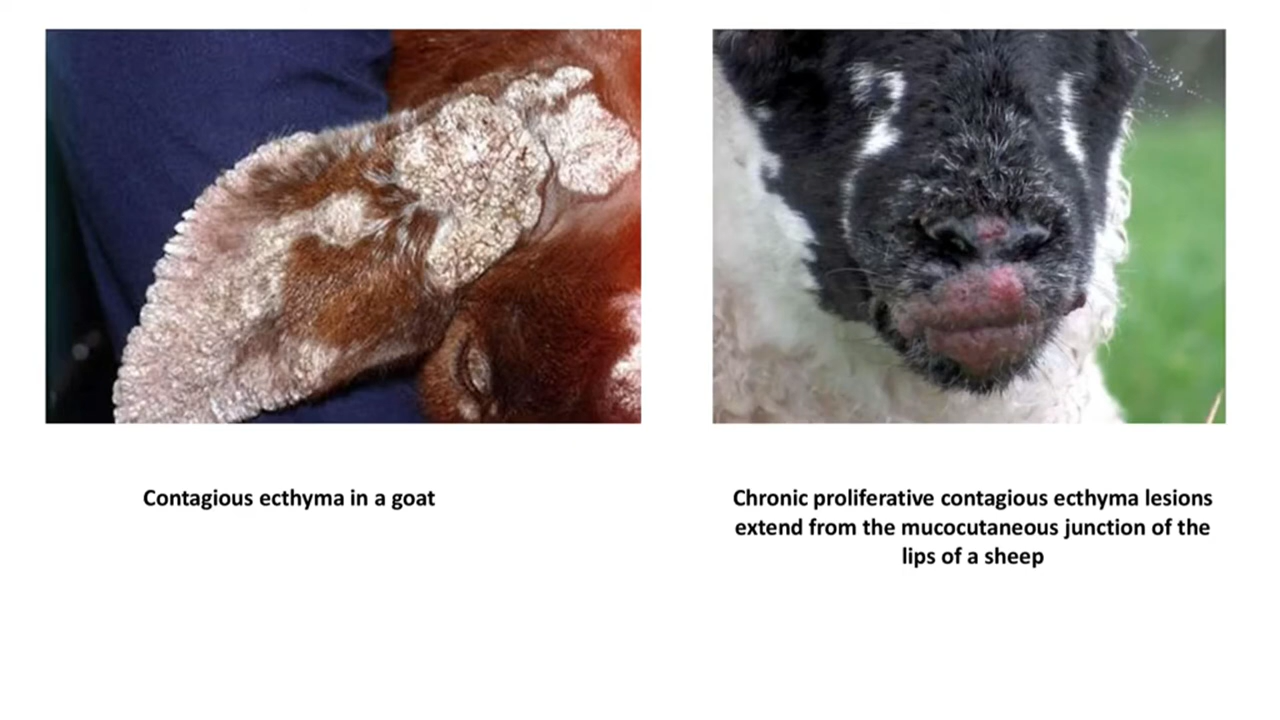 Contagious ecthyma in a goat
Chronic proliferative contagious ecthyma lesions
extend from the mucocutaneous junction of the
lips of a sheep